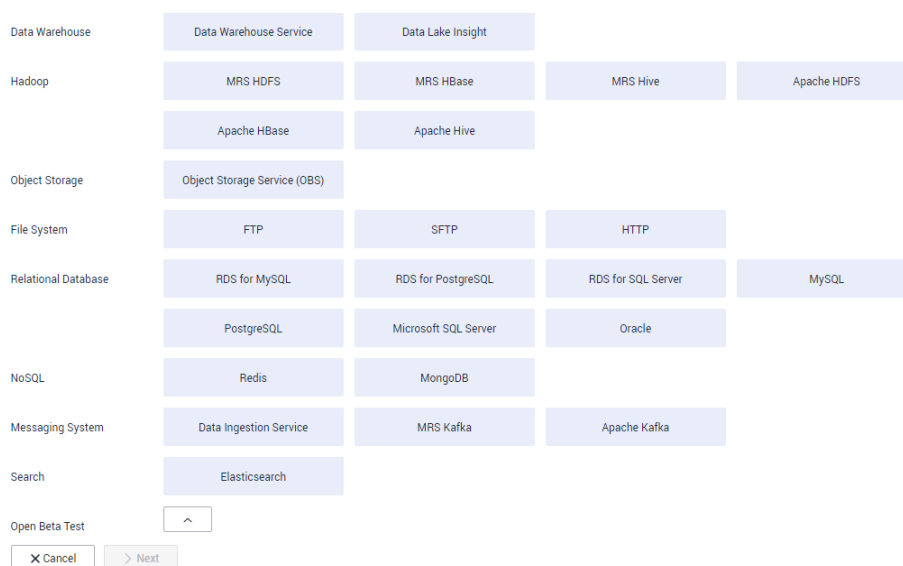 Data Warehouse Data Warehouse Service Data Lake Insight
Hadoop MRS HDFS MRS HBase MRS Hive Apache HDFS
Apache HBase Apache Hive
Object Storage Object Storage Service (OBS)
File System FTP SFTP HTTP
Relational Database RDS for MySQL RDS for PostgreSQL RDS for SQL Server MySQL
PostgreSQL Microsoft SQL Server Oracle
NoSQL Redis MongoDB
Messaging System Data Ingestion Service MRS Kafka Apache Kafka
Search Elasticsearch
Open Beta Test
Cancel Next